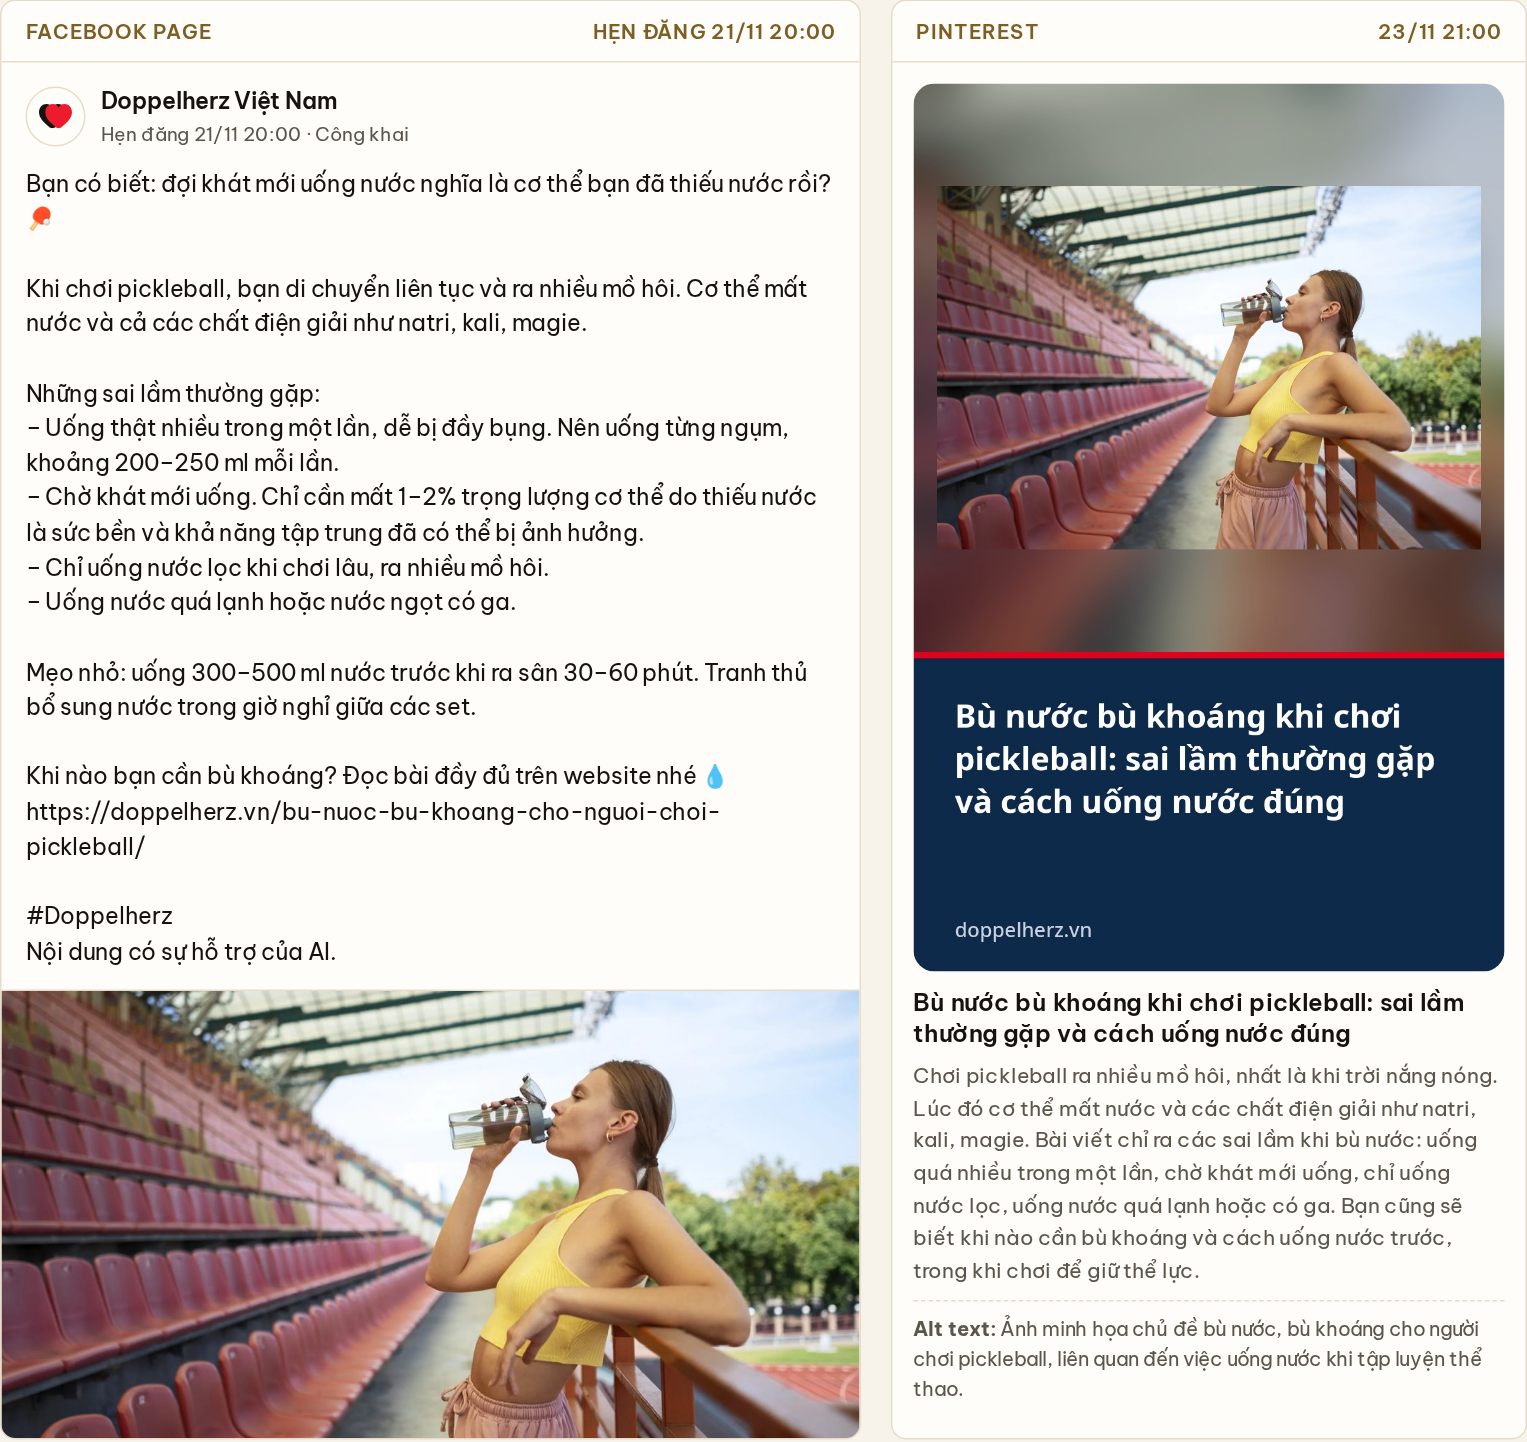 FACEBOOK PAGE
HẸN ĐĂNG 21/11 20:00
Doppelherz Việt Nam
Hẹn đăng 21/11 20:00 · Công khai
Bạn có biết: đợi khát mới uống nước nghĩa là cơ thể bạn đã thiếu nước rồi?
🏓
Khi chơi pickleball, bạn di chuyển liên tục và ra nhiều mồ hôi. Cơ thể mất
nước và cả các chất điện giải như natri, kali, magie.
Những sai lầm thường gặp:
– Uống thật nhiều trong một lần, dễ bị đầy bụng. Nên uống từng ngụm,
khoảng 200–250 ml mỗi lần.
– Chờ khát mới uống. Chỉ cần mất 1–2% trọng lượng cơ thể do thiếu nước
là sức bền và khả năng tập trung đã có thể bị ảnh hưởng.
– Chỉ uống nước lọc khi chơi lâu, ra nhiều mồ hôi.
– Uống nước quá lạnh hoặc nước ngọt có ga.
Mẹo nhỏ: uống 300–500 ml nước trước khi ra sân 30–60 phút. Tranh thủ
bổ sung nước trong giờ nghỉ giữa các set.
Khi nào bạn cần bù khoáng? Đọc bài đầy đủ trên website nhé 💧
https://doppelherz.vn/bu-nuoc-bu-khoang-cho-nguoi-choi-
pickleball/
#Doppelherz
Nội dung có sự hỗ trợ của AI.
PINTEREST
23/11 21:00
Bù nước bù khoáng khi chơi
pickleball: sai lầm thường gặp
và cách uống nước đúng
doppelherz.vn
Bù nước bù khoáng khi chơi pickleball: sai lầm
thường gặp và cách uống nước đúng
Chơi pickleball ra nhiều mồ hôi, nhất là khi trời nắng nóng.
Lúc đó cơ thể mất nước và các chất điện giải như natri,
kali, magie. Bài viết chỉ ra các sai lầm khi bù nước: uống
quá nhiều trong một lần, chờ khát mới uống, chỉ uống
nước lọc, uống nước quá lạnh hoặc có ga. Bạn cũng sẽ
biết khi nào cần bù khoáng và cách uống nước trước,
trong khi chơi để giữ thể lực.
Alt text: Ảnh minh họa chủ đề bù nước, bù khoáng cho người
chơi pickleball, liên quan đến việc uống nước khi tập luyện thể
thao.